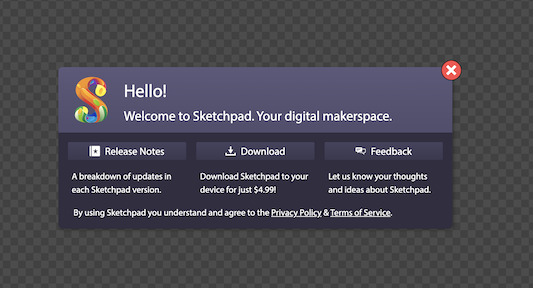 Hello!
Welcome to Sketchpad. Your digital makerspace.
Release Notes
Download
Feedback
A breakdown of updates in
each Sketchpad version.
Download Sketchpad to your
device for just $4.99!
Let us know your thoughts
and ideas about Sketchpad.
By using Sketchpad you understand and agree to the Privacy Policy & Terms of Service.